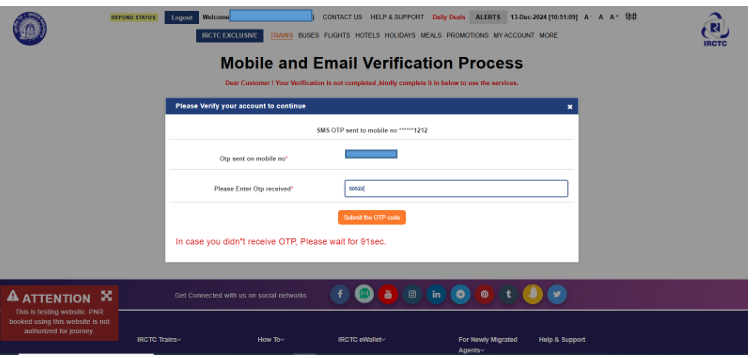 REFUND STATUS Logout Welcome CONTACT US HELP & SUPPORT Daily Deals ALERTS 13-Dec-2024 [10:51:09] A- A A+ हिंदी
IRCTC EXCLUSIVE TRAINS BUSES FLIGHTS HOTELS HOLIDAYS MEALS PROMOTIONS MY ACCOUNT MORE
IRCTC
Mobile and Email Verification Process
Dear Customer ! Your Verification is not completed ,kindly complete it in below to use the services.
Please Verify your account to continue
SMS OTP sent to mobile no ******1212
Otp sent on mobile no*
Please Enter Otp received*
Submit the OTP code
In case you didn"t receive OTP, Please wait for 91sec.
Get Connected with us on social networks
ATTENTION
This is testing website. PNR
booked using this website is not
authorized for journey.
IRCTC Trains How To IRCTC eWallet For Newly Migrated Agents Help & Support